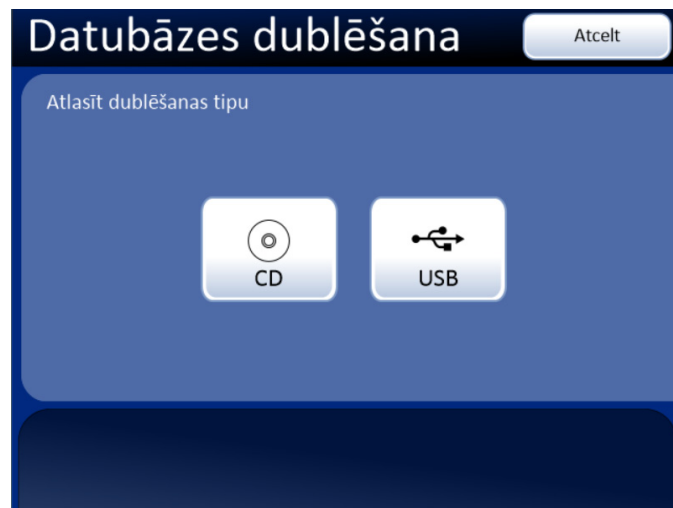 Datubāzes dublēšana
Atcelt
Atlasīt dublēšanas tipu
CD
USB